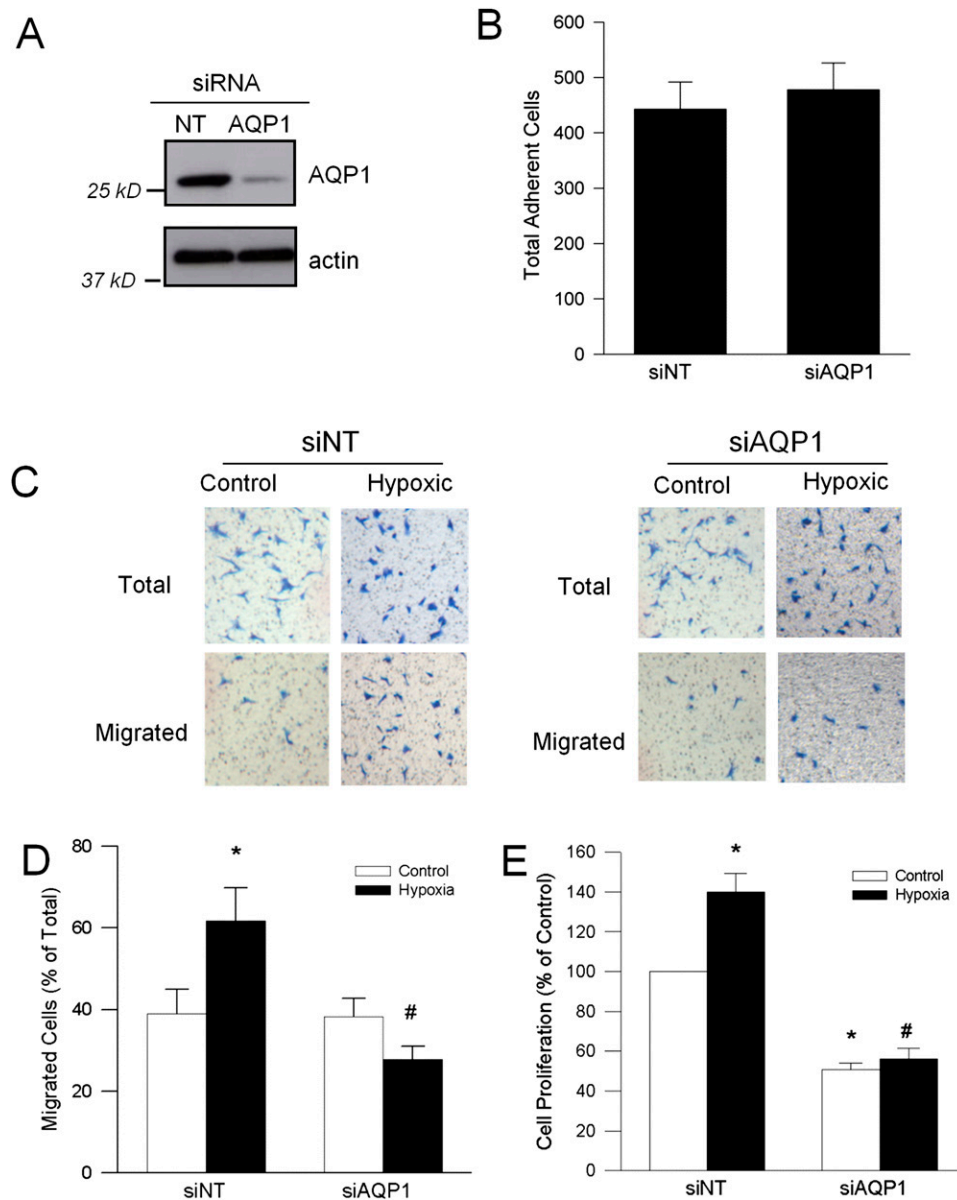 A
siRNA
NT AQP1
25 kD
AQP1
37 kD
actin
B
Total Adherent Cells
600
500
400
300
200
100
0
siNT siAQP1
C
siNT
Control Hypoxic
Total
Migrated
siAQP1
Control Hypoxic
Total
Migrated
D
Migrated Cells (% of Total)
80
60
40
20
0
*
#
Control
Hypoxia
siNT siAQP1
E
Cell Proliferation (% of Control)
160
140
120
100
80
60
40
20
0
*
*
#
Control
Hypoxia
siNT siAQP1